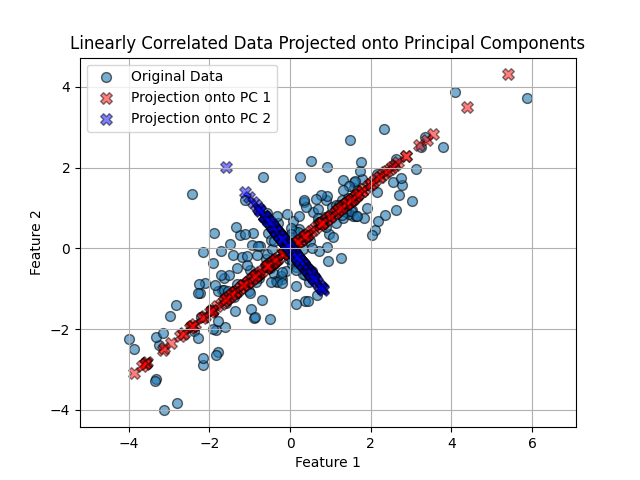 Linearly Correlated Data Projected onto Principal Components
Original Data
Projection onto PC 1
Projection onto PC 2
Feature 2
4
2
0
−2
−4
−4 −2 0 2 4 6
Feature 1